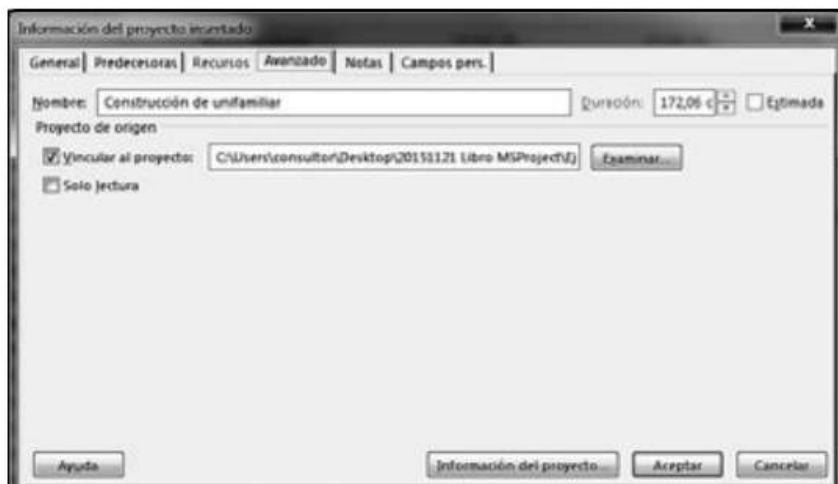 Información del proyecto insertado
General Predecesoras Recursos Avanzado Notas Campos pers.
Nombre: Construcción de unifamiliar Duración: 172,06 d Estimada
Proyecto de origen
Vincular al proyecto: C:\Users\consultor\Desktop\20151121 Libro MSProject\Ej Examinar...
Solo lectura
Ayuda Información del proyecto... Aceptar Cancelar